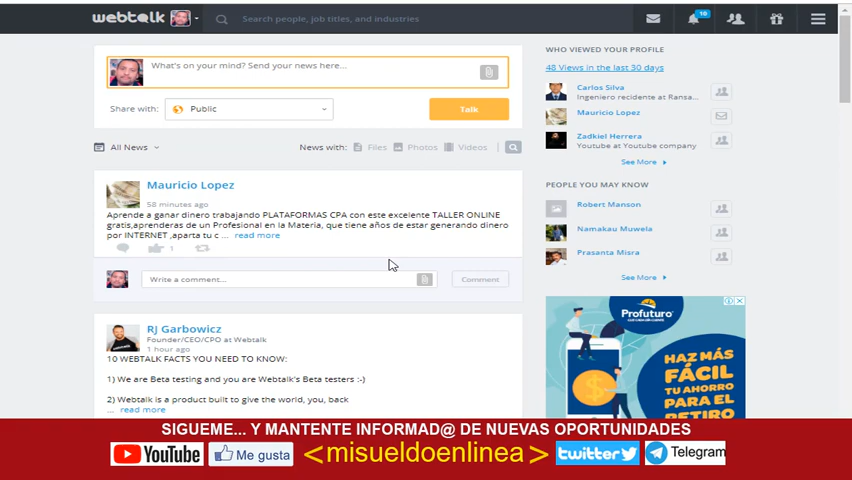 webtalk
Search people, job titles, and industries
10
What's on your mind? Send your news here...
Share with:
Public
Talk
All News
News with:
Files
Photos
Videos
Mauricio Lopez
58 minutes ago
Aprende a ganar dinero trabajando PLATAFORMAS CPA con este excelente TALLER ONLINE
gratis,aprenderas de un Profesional en la Materia, que tiene años de estar generando dinero
por INTERNET ,aparta tu c ... read more
1
Write a comment...
Comment
RJ Garbowicz
Founder/CEO/CPO at Webtalk
1 hour ago
10 WEBTALK FACTS YOU NEED TO KNOW:
1) We are Beta testing and you are Webtalk's Beta testers :-)
2) Webtalk is a product built to give the world, you, back
... read more
WHO VIEWED YOUR PROFILE
48 Views in the last 30 days
Carlos Silva
Ingeniero recidente at Ransa...
Mauricio Lopez
Zadkiel Herrera
Youtube at Youtube company
See More
PEOPLE YOU MAY KNOW
Robert Manson
Namakau Muwela
Prasanta Misra
See More
Profuturo
HAZ MÁS
FÁCIL
TU AHORRO
PARA EL
RETIRO
SIGUEME... Y MANTENTE INFORMAD@ DE NUEVAS OPORTUNIDADES
YouTube
Me gusta
<misueldoenlinea>
twitter
Telegram